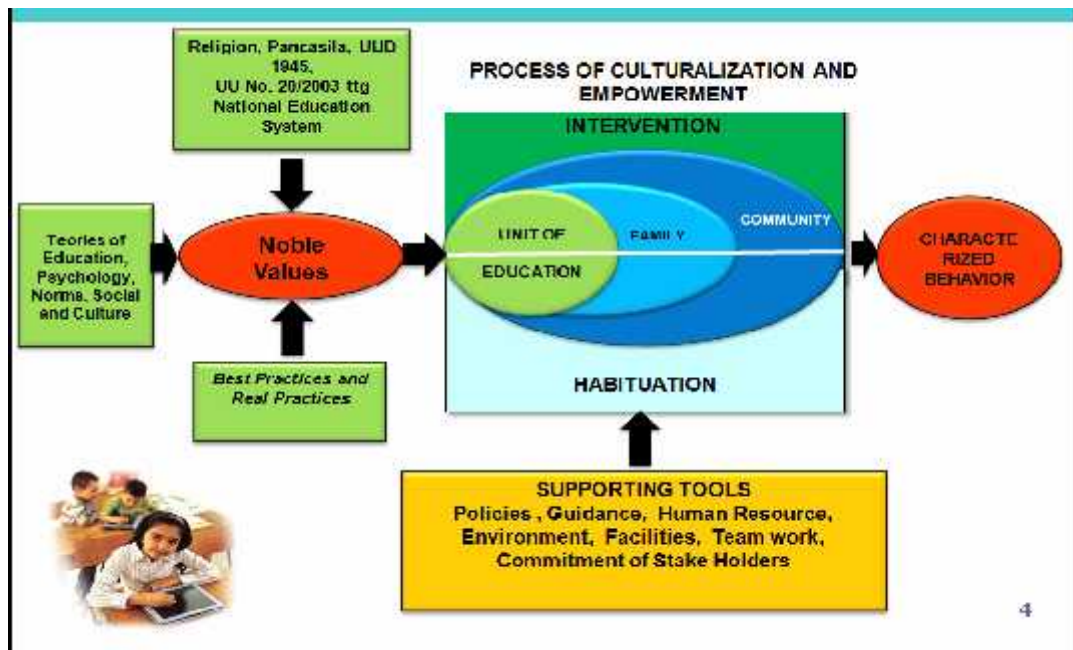 Religion, Pancasila, UUD
1945,
UU No. 20/2003 ttg
National Education
System
PROCESS OF CULTURALIZATION AND
EMPOWERMENT
INTERVENTION
Teories of
Education,
Psychology,
Norms, Social
and Culture
Noble
Values
UNIT OF
EDUCATION
FAMILY
COMMUNITY
CHARACTE
RIZED
BEHAVIOR
Best Practices and
Real Practices
HABITUATION
SUPPORTING TOOLS
Policies , Guidance, Human Resource,
Environment, Facilities, Team work,
Commitment of Stake Holders
4